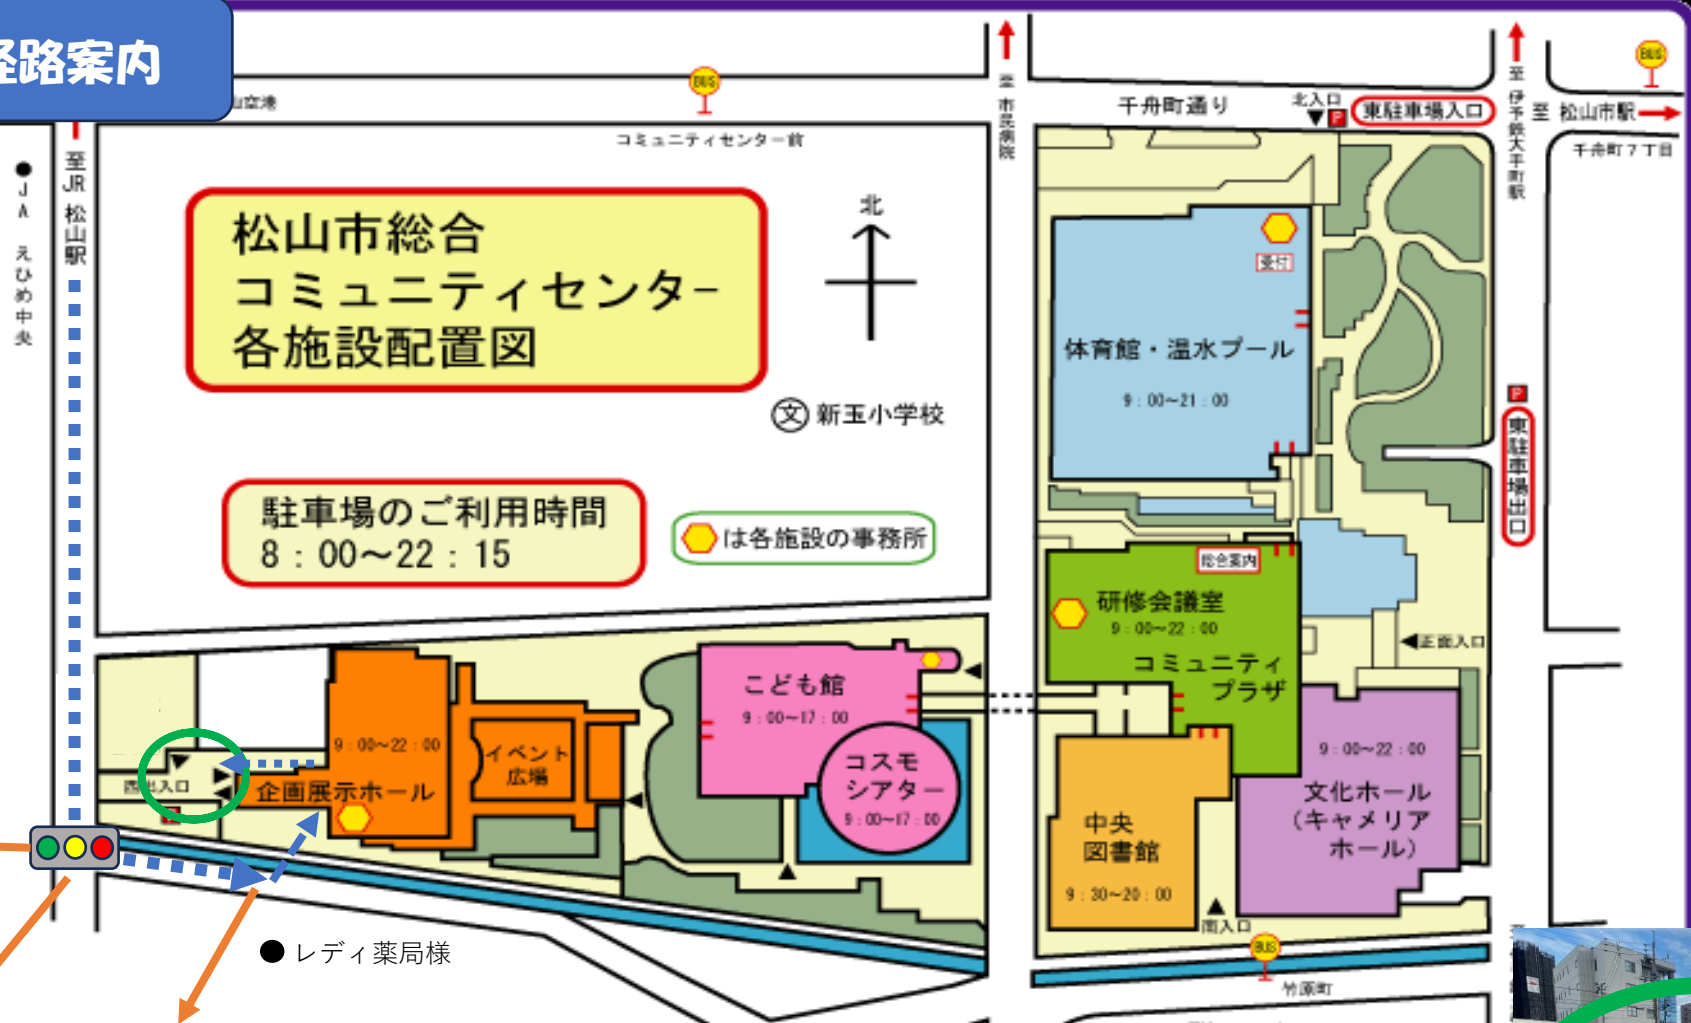 路案内
山空港
BUS
コミュニティセンター前
至 市民病院
千舟町通り
北入口
P
東駐車場入口
至 伊予鉄大手町駅
BUS
至 松山市駅
千舟町7丁目
●JA えひめ中央
至JR 松山駅
松山市総合
コミュニティセンター
各施設配置図
北
文 新玉小学校
駐車場のご利用時間
8:00~22:15
は各施設の事務所
受付
体育館・温水プール
9:00~21:00
P
東駐車場出口
総合案内
研修会議室
9:00~22:00
コミュニティ
プラザ
正面入口
こども館
9:00~17:00
コスモ
シアター
9:00~17:00
9:00~22:00
イベント
広場
企画展示ホール
西出入口
中央
図書館
9:30~20:00
9:00~22:00
文化ホール
(キャメリア
ホール)
南入口
BUS
竹原町
● レディ薬局様